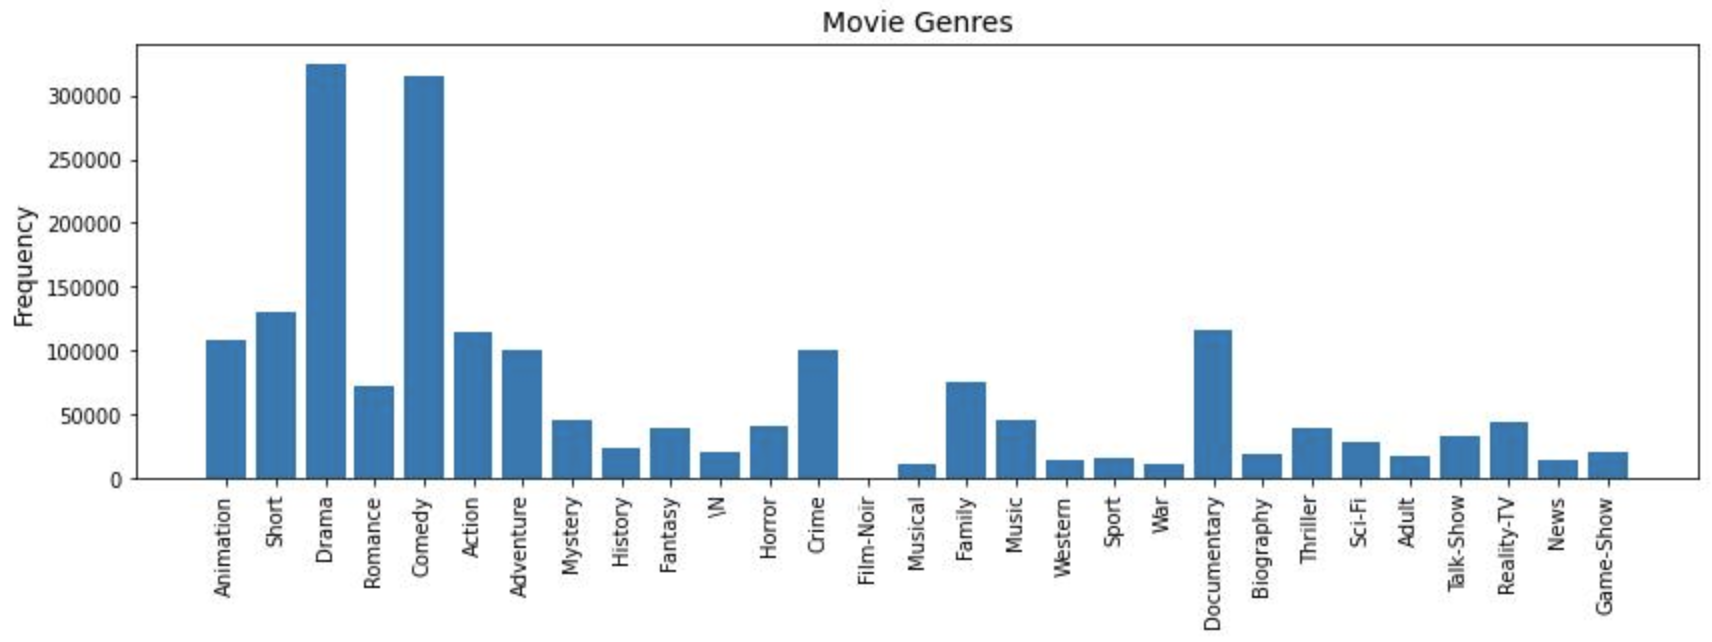 Movie Genres
Frequency
300000
250000
200000
150000
100000
50000
0
Animation
Short
Drama
Romance
Comedy
Action
Adventure
Mystery
History
Fantasy
\N
Horror
Crime
Film-Noir
Musical
Family
Music
Western
Sport
War
Documentary
Biography
Thriller
Sci-Fi
Adult
Talk-Show
Reality-TV
News
Game-Show